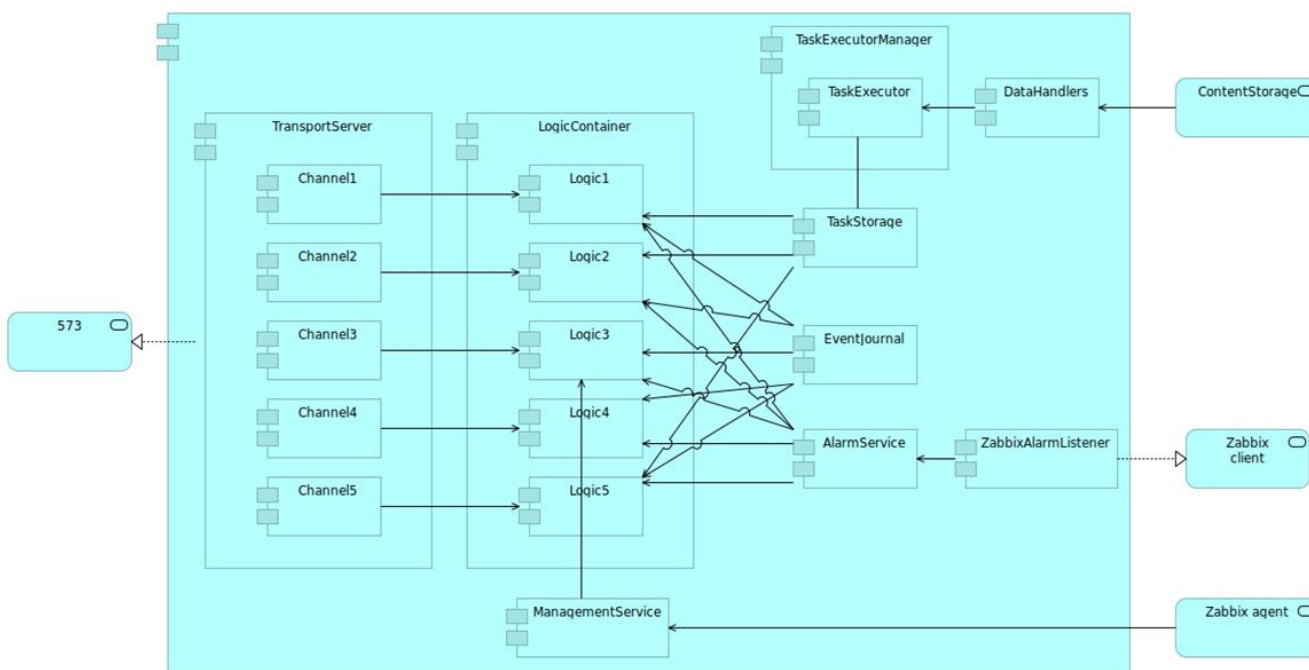 TaskExecutorManager
TaskExecutor
DataHandlers
ContentStorage
TransportServer
LogicContainer
Channel1
Logic1
TaskStorage
Channel2
Logic2
573
Channel3
Logic3
EventJournal
Channel4
Logic4
AlarmService
ZabbixAlarmListener
Zabbix
client
Channel5
Logic5
ManagementService
Zabbix agent